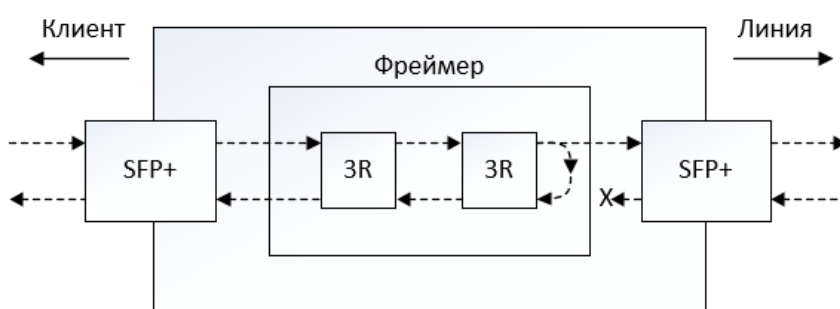 Клиент
Линия
Фреймер
SFP+
3R
3R
SFP+
X